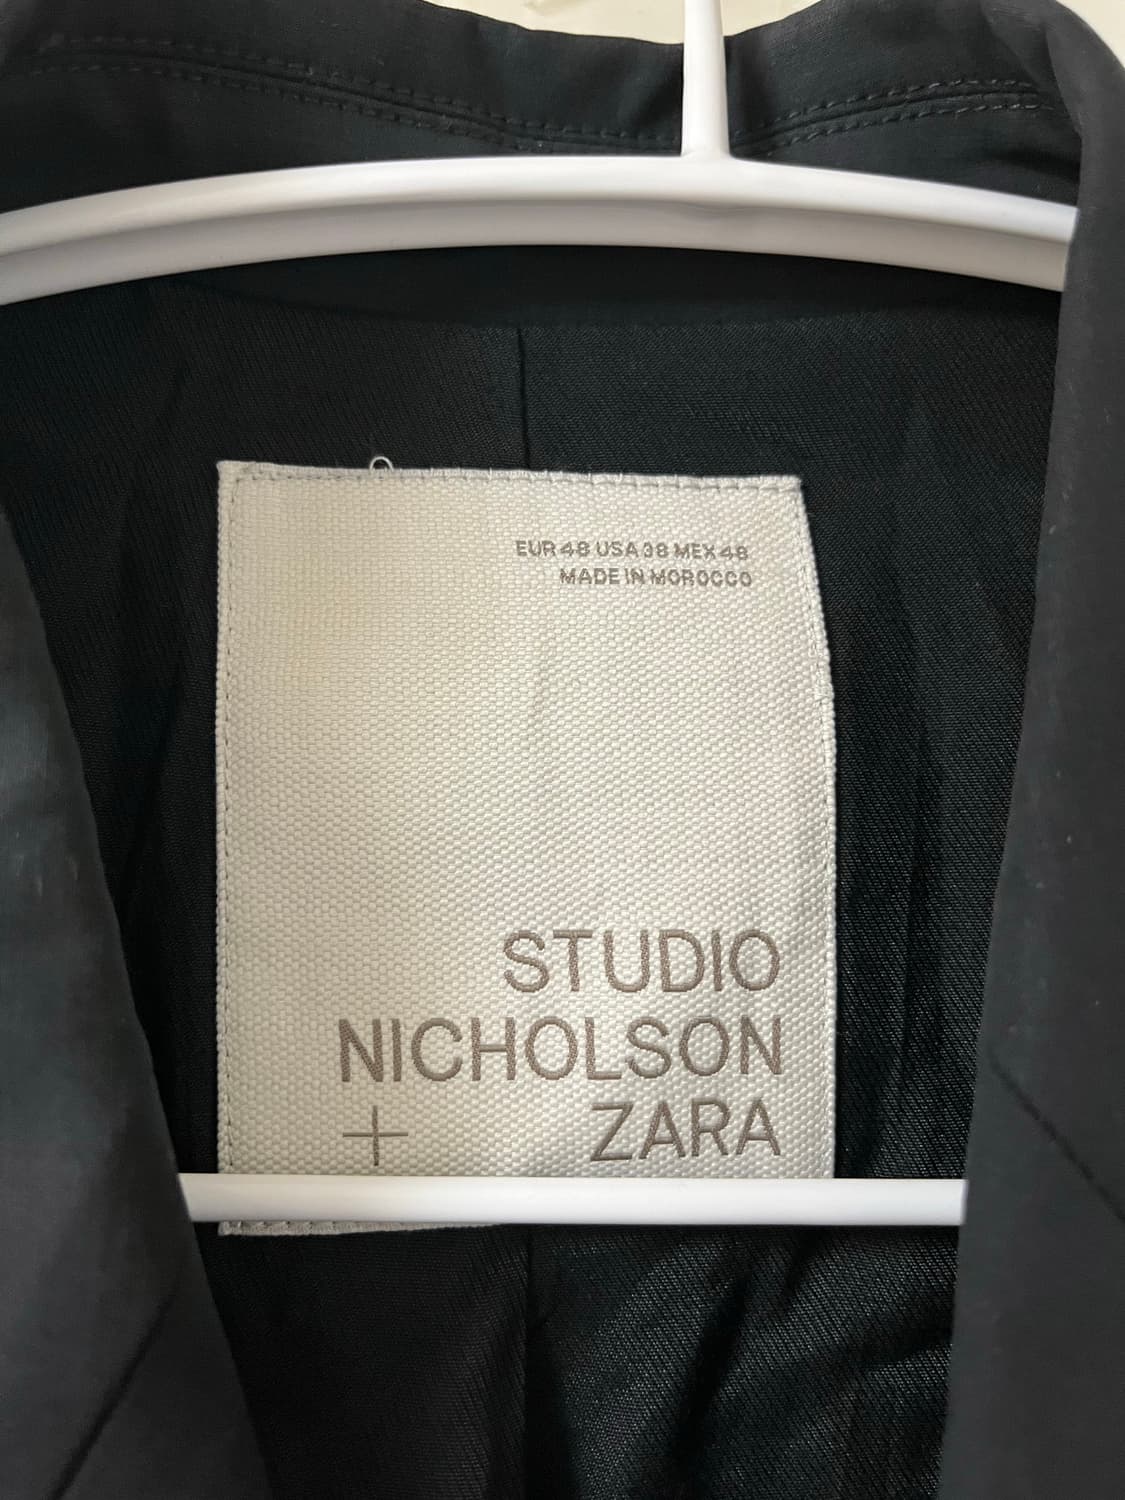 EUR 48 USA 38 MEX 48
MADE IN MOROCCO
STUDIO
NICHOLSON
+ ZARA